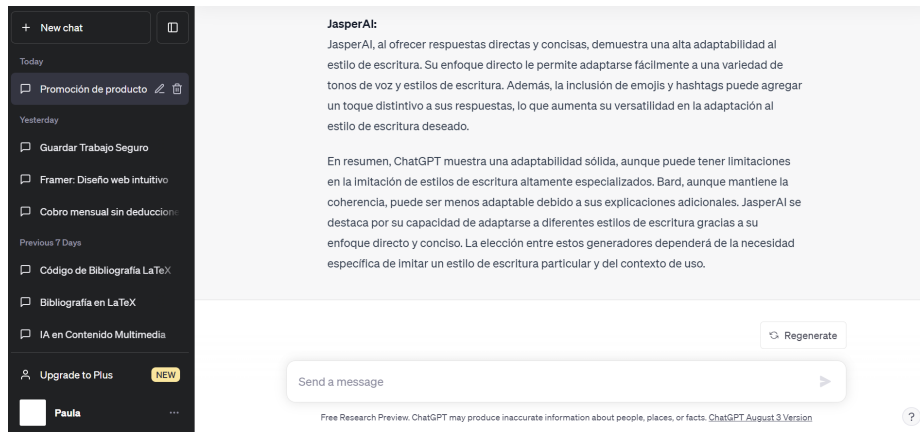 New chat
Today
Promoción de producto
Yesterday
Guardar Trabajo Seguro
Framer: Diseño web intuitivo
Cobro mensual sin deduccione
Previous 7 Days
Código de Bibliografía LaTeX
Bibliografía en LaTeX
IA en Contenido Multimedia
Upgrade to Plus NEW
Paula
JasperAI:
JasperAI, al ofrecer respuestas directas y concisas, demuestra una alta adaptabilidad al
estilo de escritura. Su enfoque directo le permite adaptarse fácilmente a una variedad de
tonos de voz y estilos de escritura. Además, la inclusión de emojis y hashtags puede agregar
un toque distintivo a sus respuestas, lo que aumenta su versatilidad en la adaptación al
estilo de escritura deseado.
En resumen, ChatGPT muestra una adaptabilidad sólida, aunque puede tener limitaciones
en la imitación de estilos de escritura altamente especializados. Bard, aunque mantiene la
coherencia, puede ser menos adaptable debido a sus explicaciones adicionales. JasperAI se
destaca por su capacidad de adaptarse a diferentes estilos de escritura gracias a su
enfoque directo y conciso. La elección entre estos generadores dependerá de la necesidad
específica de imitar un estilo de escritura particular y del contexto de uso.
Regenerate
Send a message
Free Research Preview. ChatGPT may produce inaccurate information about people, places, or facts. ChatGPT August 3 Version
?